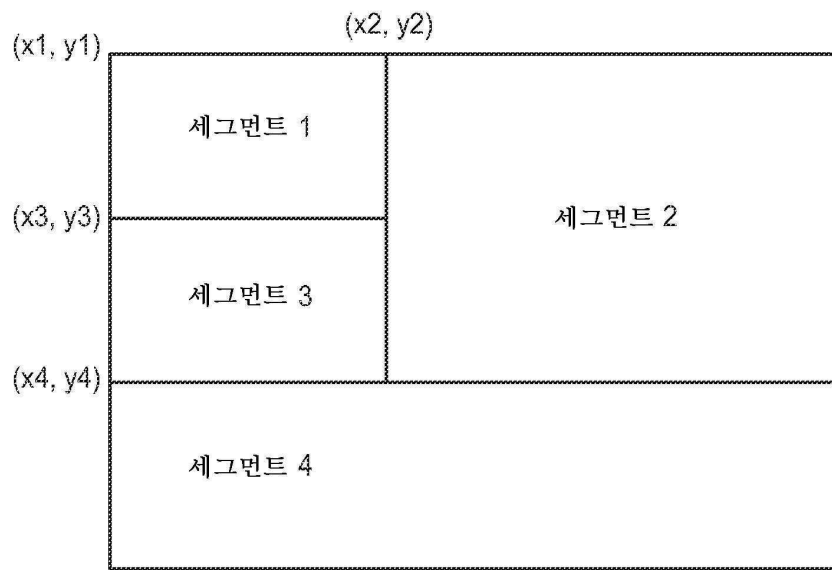 (x1, y1)
(x2, y2)
세그먼트 1
(x3, y3)
세그먼트 2
세그먼트 3
(x4, y4)
세그먼트 4